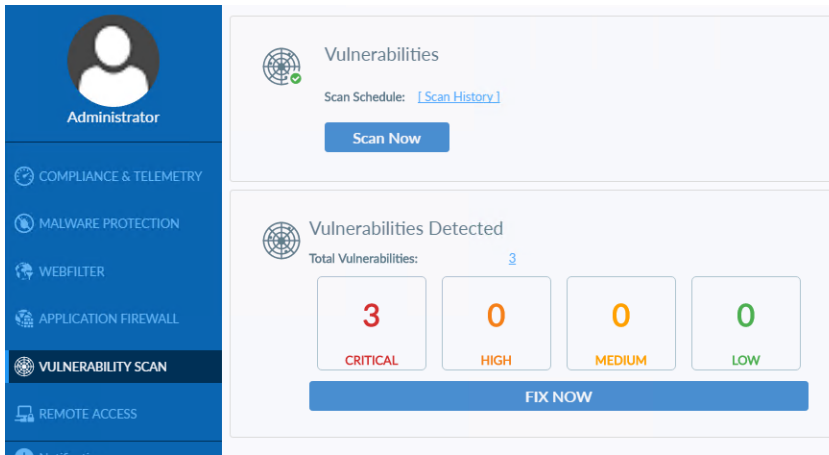 Administrator
COMPLIANCE & TELEMETRY
MALWARE PROTECTION
WEBFILTER
APPLICATION FIREWALL
VULNERABILITY SCAN
REMOTE ACCESS
Vulnerabilities
Scan Schedule: [ Scan History ]
Scan Now
Vulnerabilities Detected
Total Vulnerabilities: 3
3 0 0 0
CRITICAL HIGH MEDIUM LOW
FIX NOW